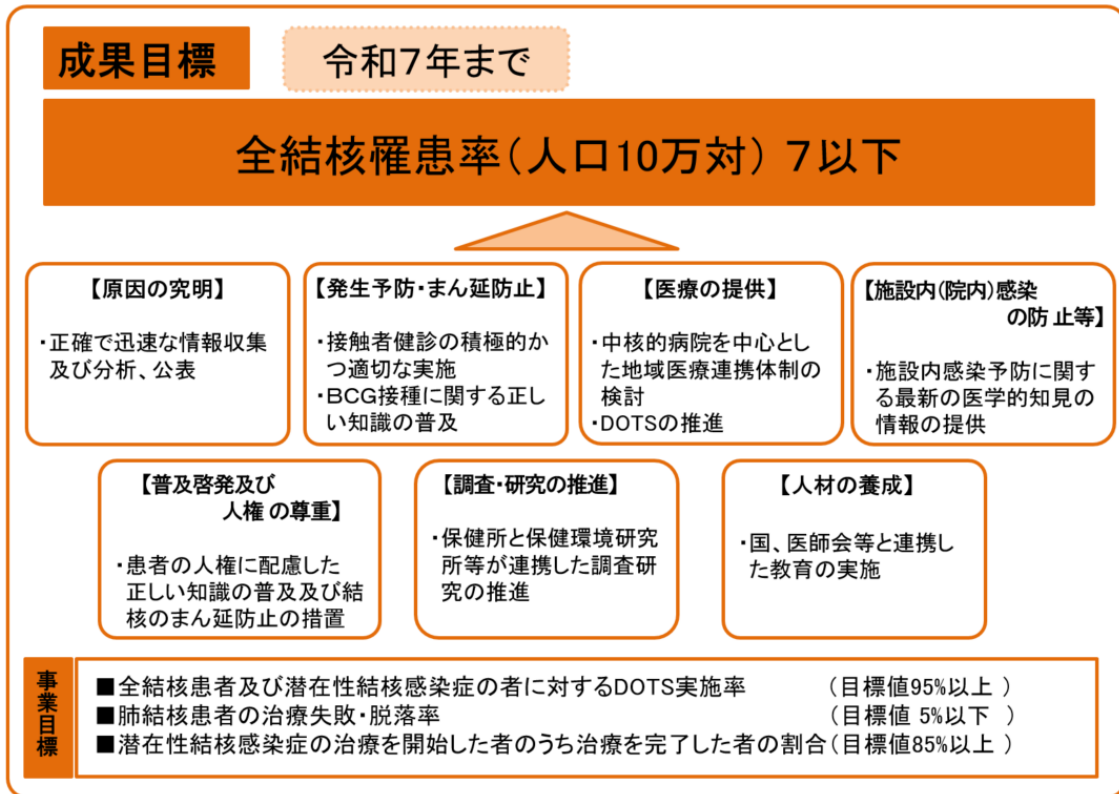 成果目標
令和7年まで
全結核罹患率(人口10万対) 7以下
【原因の究明】
・正確で迅速な情報収集
及び分析、公表
【発生予防・まん延防止】
・接触者健診の積極的か
つ適切な実施
・BCG接種に関する正し
い知識の普及
【医療の提供】
・中核的病院を中心とし
た地域医療連携体制の
検討
・DOTSの推進
【施設内(院内)感染
の防 止等】
・施設内感染予防に関す
る最新の医学的知見の
情報の提供
【普及啓発及び
人権 の尊重】
・患者の人権に配慮した
正しい知識の普及及び結
核のまん延防止の措置
【調査・研究の推進】
・保健所と保健環境研究
所等が連携した調査研
究の推進
【人材の養成】
・国、医師会等と連携し
た教育の実施
事業目標
■全結核患者及び潜在性結核感染症の者に対するDOTS実施率 (目標値95%以上 )
■肺結核患者の治療失敗・脱落率 (目標値 5%以下 )
■潜在性結核感染症の治療を開始した者のうち治療を完了した者の割合(目標値85%以上 )